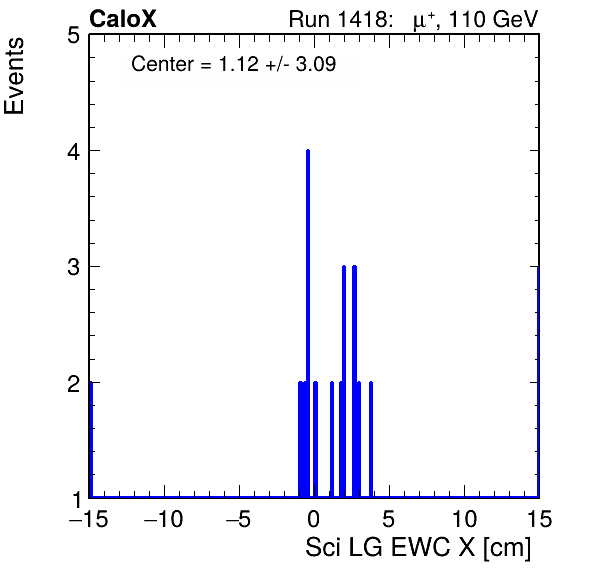 CaloX Run 1418: μ⁺, 110 GeV
Center = 1.12 +/- 3.09
Events
5
4
3
2
1
−15 −10 −5 0 5 10 15
Sci LG EWC X [cm]